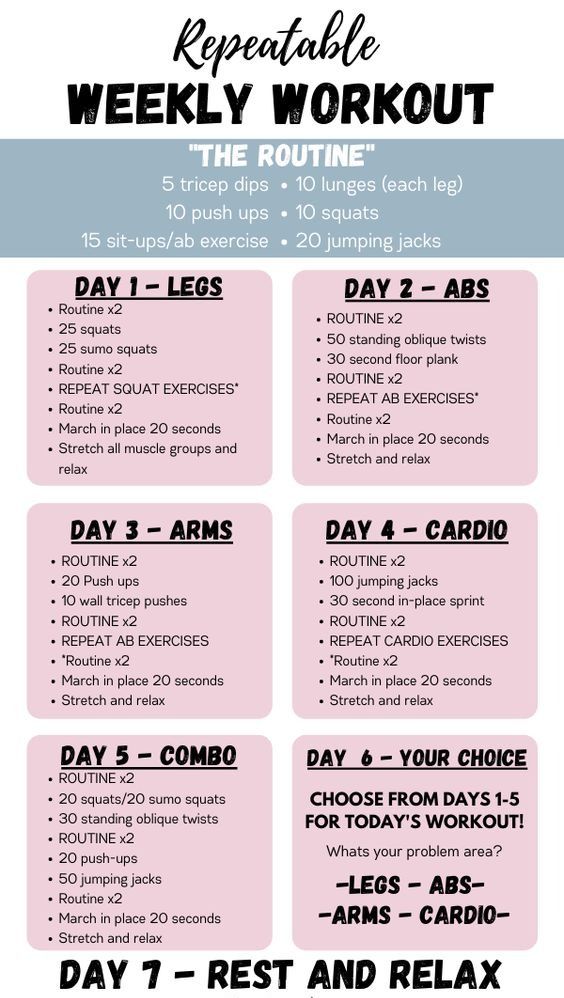 Repeatable
WEEKLY WORKOUT
"THE ROUTINE"
5 tricep dips • 10 lunges (each leg)
10 push ups • 10 squats
15 sit-ups/ab exercise • 20 jumping jacks
DAY 1 - LEGS
• Routine x2
• 25 squats
• 25 sumo squats
• Routine x2
• REPEAT SQUAT EXERCISES*
• Routine x2
• March in place 20 seconds
• Stretch all muscle groups and
relax
DAY 2 - ABS
• ROUTINE x2
• 50 standing oblique twists
• 30 second floor plank
• ROUTINE x2
• REPEAT AB EXERCISES*
• Routine x2
• March in place 20 seconds
• Stretch and relax
DAY 3 - ARMS
• ROUTINE x2
• 20 Push ups
• 10 wall tricep pushes
• ROUTINE x2
• REPEAT AB EXERCISES
• *Routine x2
• March in place 20 seconds
• Stretch and relax
DAY 4 - CARDIO
• ROUTINE x2
• 100 jumping jacks
• 30 second in-place sprint
• ROUTINE x2
• REPEAT CARDIO EXERCISES
• *Routine x2
• March in place 20 seconds
• Stretch and relax
DAY 5 - COMBO
• ROUTINE x2
• 20 squats/20 sumo squats
• 30 standing oblique twists
• ROUTINE x2
• 20 push-ups
• 50 jumping jacks
• Routine x2
• March in place 20 seconds
• Stretch and relax
DAY 6 - YOUR CHOICE
CHOOSE FROM DAYS 1-5
FOR TODAY'S WORKOUT!
Whats your problem area?
-LEGS - ABS-
-ARMS - CARDIO-
DAY 7 - REST AND RELAX